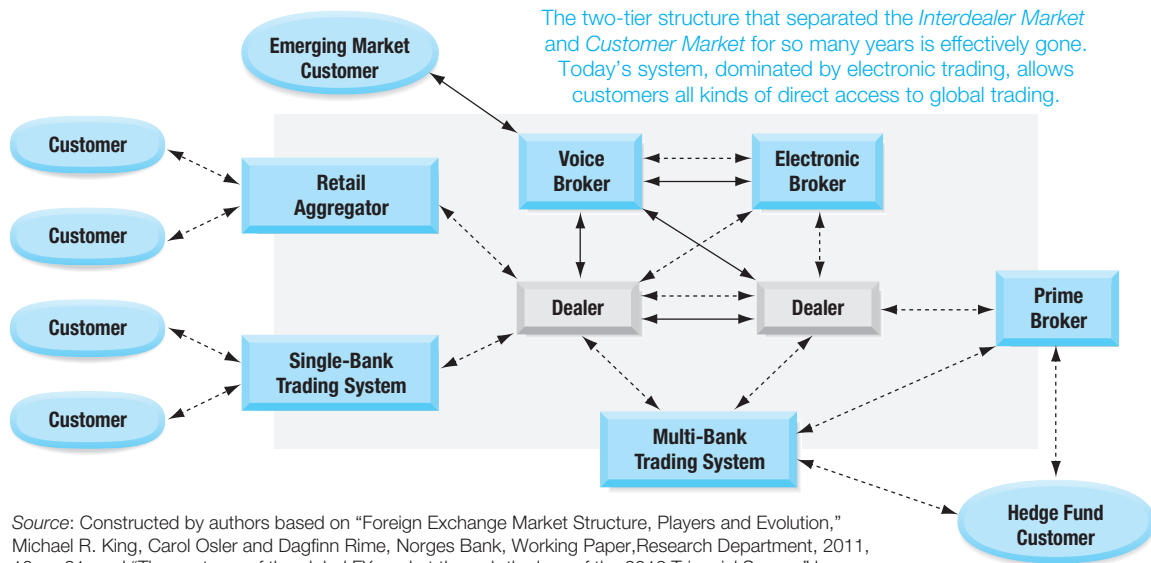 The two-tier structure that separated the Interdealer Market
and Customer Market for so many years is effectively gone.
Today's system, dominated by electronic trading, allows
customers all kinds of direct access to global trading.
Emerging Market
Customer
Customer
Customer
Retail
Aggregator
Voice
Broker
Electronic
Broker
Dealer
Dealer
Prime
Broker
Customer
Customer
Single-Bank
Trading System
Multi-Bank
Trading System
Hedge Fund
Customer
Source: Constructed by authors based on “Foreign Exchange Market Structure, Players and Evolution,”
Michael R. King, Carol Osler and Dagfinn Rime, Norges Bank, Working Paper,Research Department, 2011,